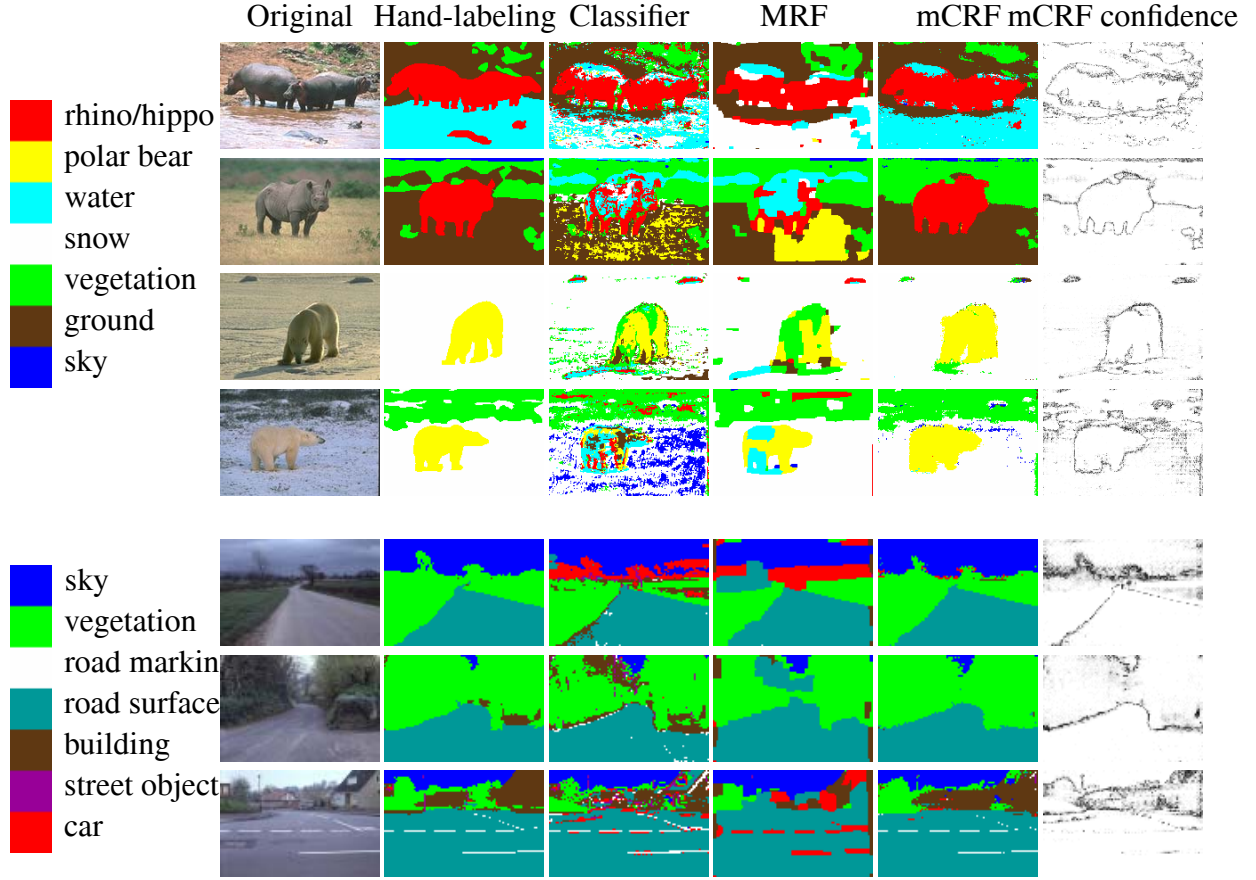 Original Hand-labeling Classifier MRF mCRF mCRF confidence
rhino/hippo
polar bear
water
snow
vegetation
ground
sky
sky
vegetation
road markin
road surface
building
street object
car